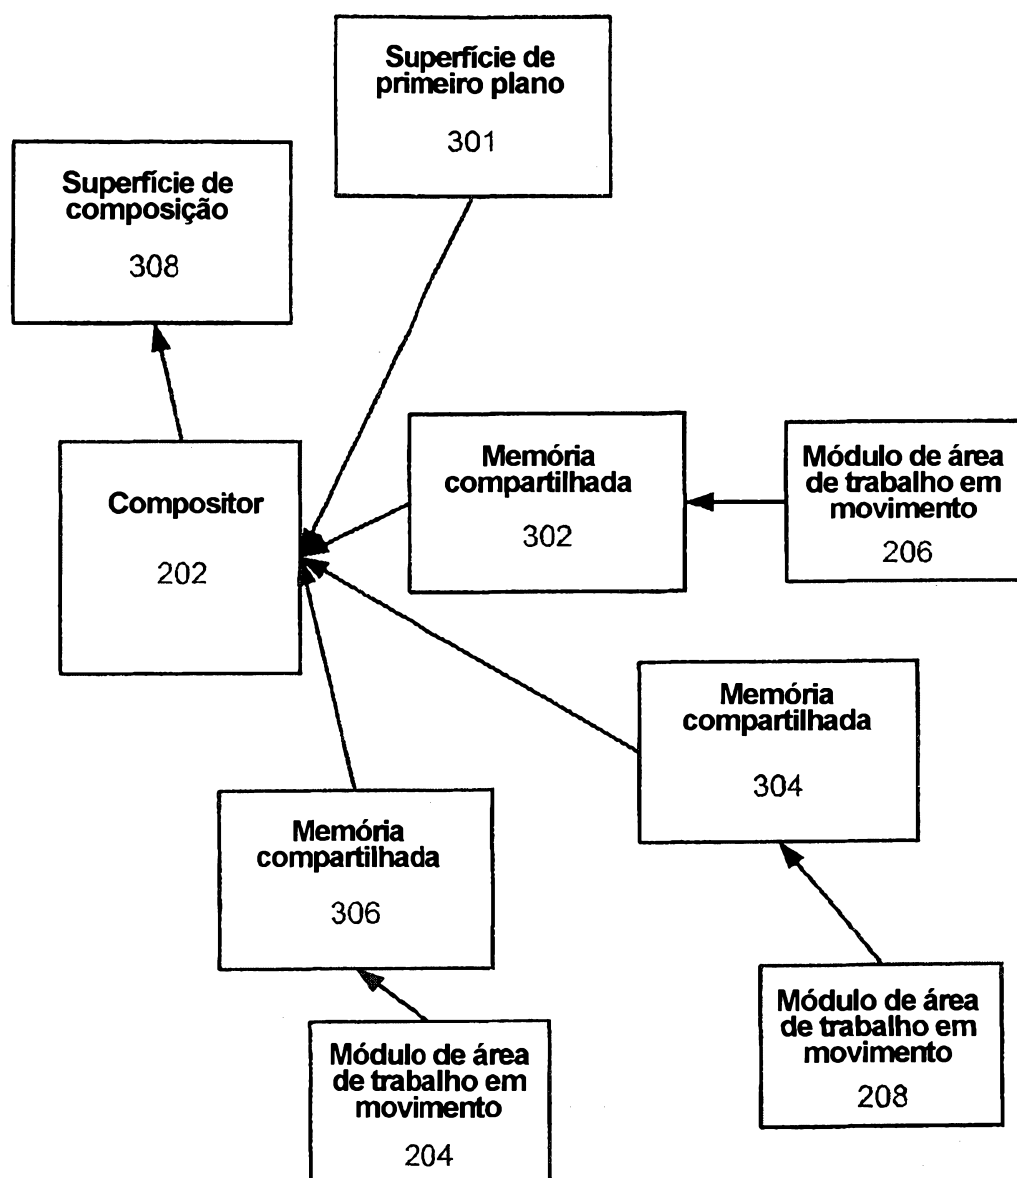 Superfície de
primeiro plano
301
Superfície de
composição
308
Compositor
202
Memória
compartilhada
302
Módulo de área
de trabalho em
movimento
206
Memória
compartilhada
304
Memória
compartilhada
306
Módulo de área
de trabalho em
movimento
208
Módulo de área
de trabalho em
movimento
204